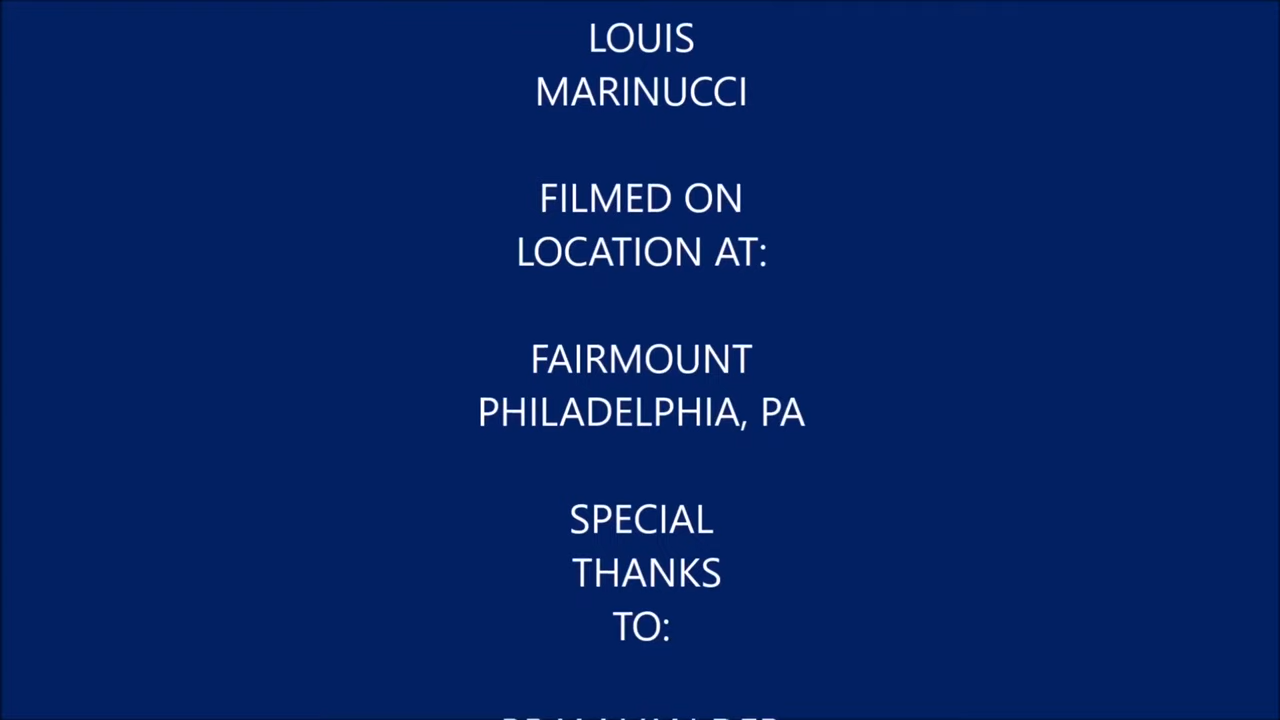 LOUIS
MARINUCCI
FILMED ON
LOCATION AT:
FAIRMOUNT
PHILADELPHIA, PA
SPECIAL
THANKS
TO: